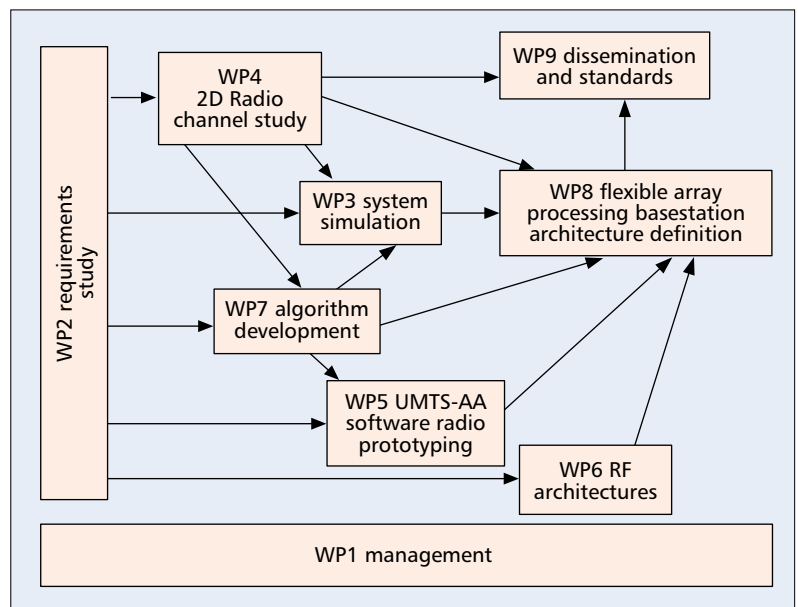 WP2 requirements
study
WP4
2D Radio
channel study
WP9 dissemination
and standards
WP3 system
simulation
WP8 flexible array
processing basestation
architecture definition
WP7 algorithm
development
WP5 UMTS-AA
software radio
prototyping
WP6 RF
architectures
WP1 management